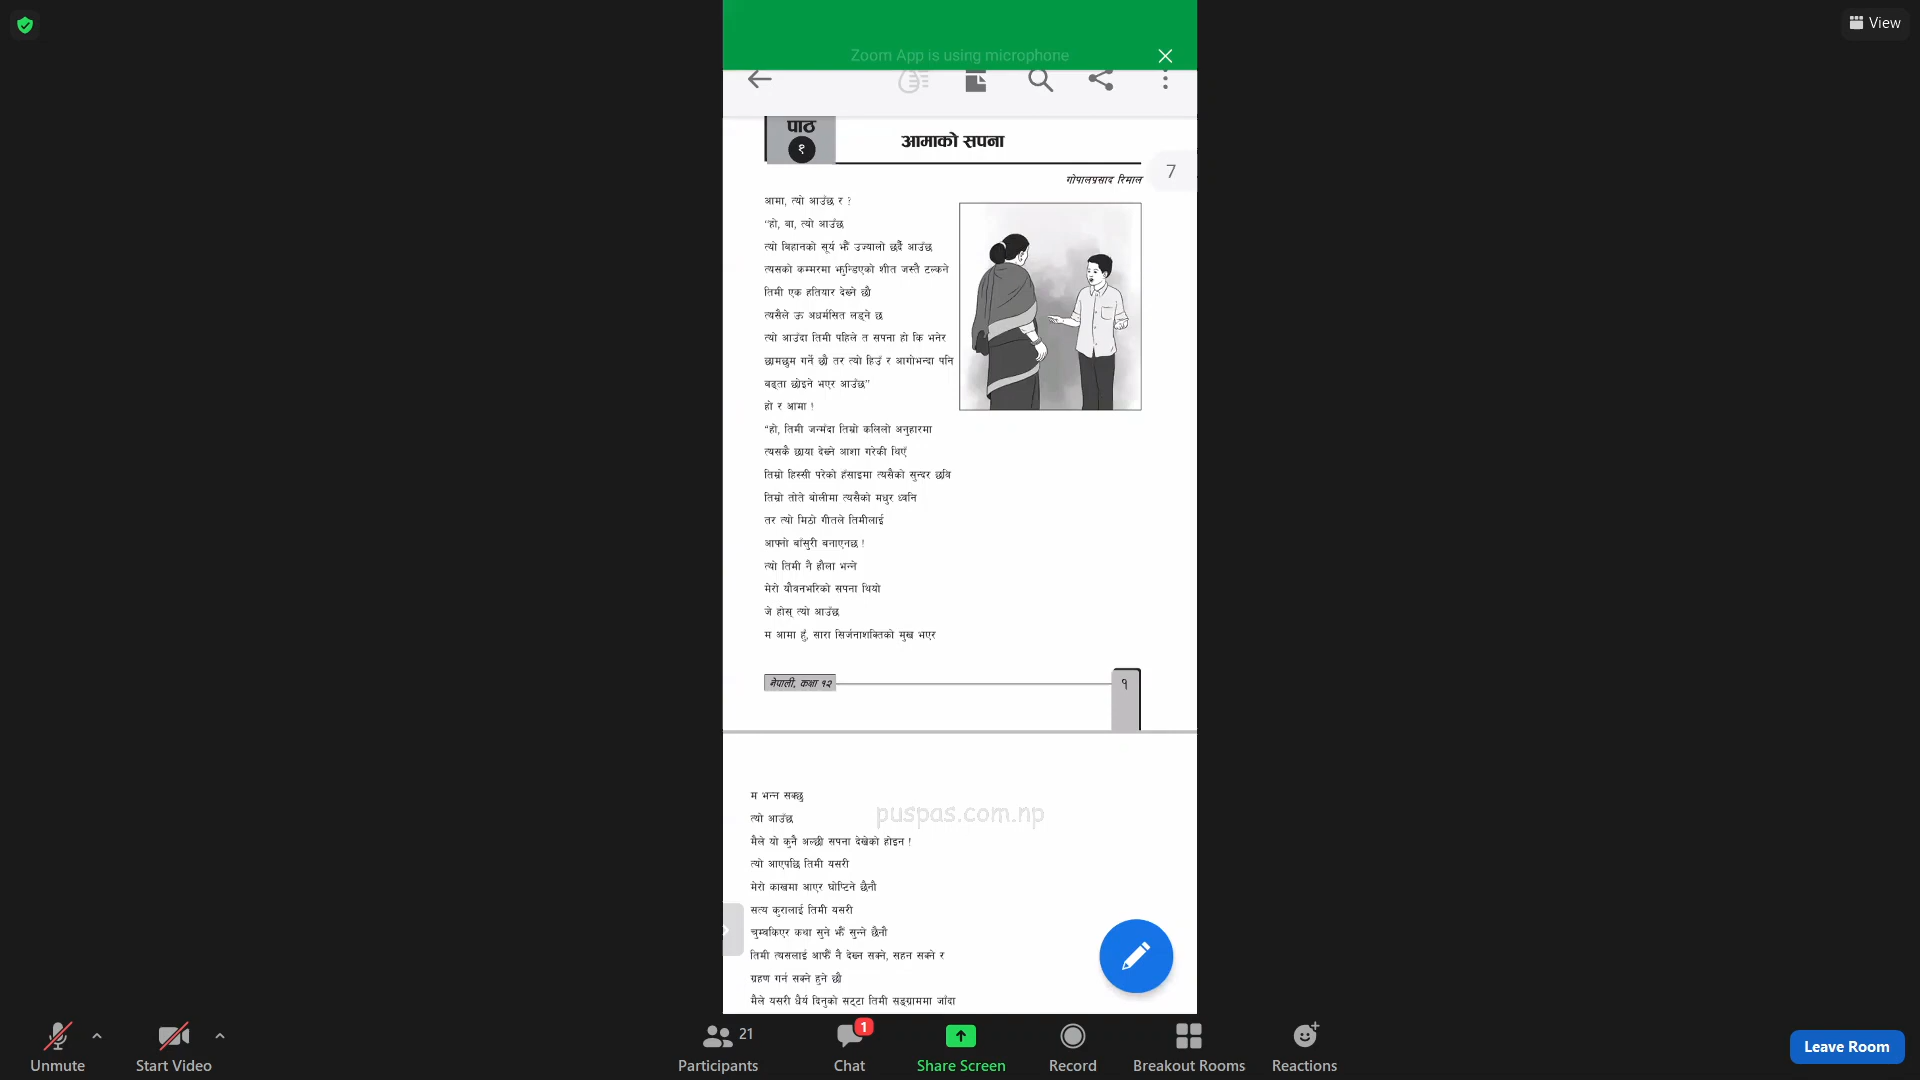 View
Zoom App is using microphone
पाठ
१
आमाको सपना
7
गोपालप्रसाद रिमाल
आमा, त्यो आउँछ र ?
"हो, बा, त्यो आउँछ
त्यो बिहानको सूर्य झैँ उज्यालो छर्दै आउँछ
त्यसको कम्मरमा झुन्डिएको शीत जस्तै टल्कने
तिमी एक हतियार देख्ने छौ
त्यसैले ऊ अधर्मसित लड्ने छ
त्यो आउँदा तिमी पहिले त सपना हो कि भनेर
छामछुम गर्ने छौ तर त्यो हिउँ र आगोभन्दा पनि
बढ्ता छोइने भएर आउँछ"
हो र आमा !
"हो, तिमी जन्मँदा तिम्रो कलिलो अनुहारमा
त्यसकै छाया देख्ने आशा गरेकी थिएँ
तिम्रो हिस्सी परेको हँसाइमा त्यसैको सुन्दर छवि
तिम्रो तोते बोलीमा त्यसैको मधुर ध्वनि
तर त्यो मिठो गीतले तिमीलाई
आफ्नो बाँसुरी बनाएनछ !
त्यो तिमी नै हौला भन्ने
मेरो यौवनभरिको सपना थियो
जे होस् त्यो आउँछ
म आमा हुँ, सारा सिर्जनाशक्तिको मुख भएर
नेपाली, कक्षा १२
१
म भन्न सक्छु
त्यो आउँछ
puspas.com.np
मैले यो कुनै अल्छी सपना देखेको होइन !
त्यो आएपछि तिमी यसरी
मेरो काखमा आएर घोप्टिने छैनौ
सत्य कुरालाई तिमी यसरी
चुम्बकिएर कथा सुने झैँ सुन्ने छैनौ
तिमी त्यसलाई आफैँ नै देख्न सक्ने, सहन सक्ने र
ग्रहण गर्न सक्ने हुने छौ
मैले यसरी धैर्य दिनुको सट्टा तिमी सङ्ग्राममा जाँदा
Unmute
Start Video
21
Participants
1
Chat
Share Screen
Record
Breakout Rooms
Reactions
Leave Room